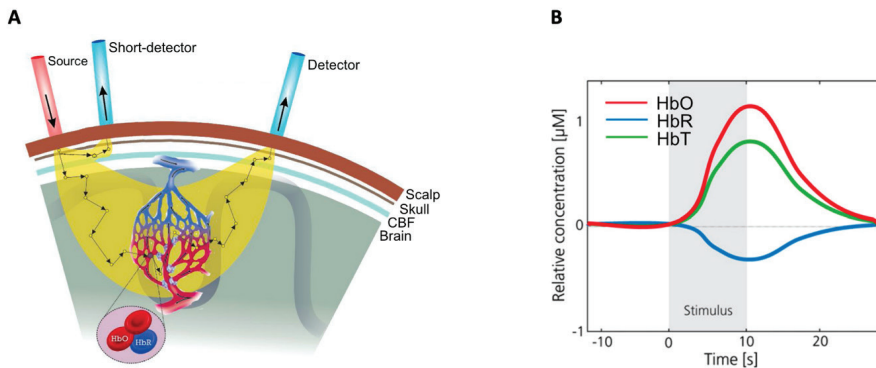 A
Source
Short-detector
Detector
Scalp
Skull
CBF
Brain
HbO
HbR
B
HbO
HbR
HbT
Relative concentration [µM]
1
0
-1
Stimulus
-10
0
10
20
Time [s]